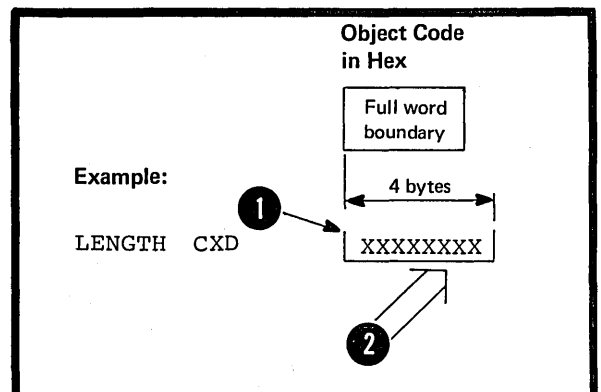 Object Code
in Hex
Full word
boundary
Example:
4 bytes
1
LENGTH CXD XXXXXXXX
2